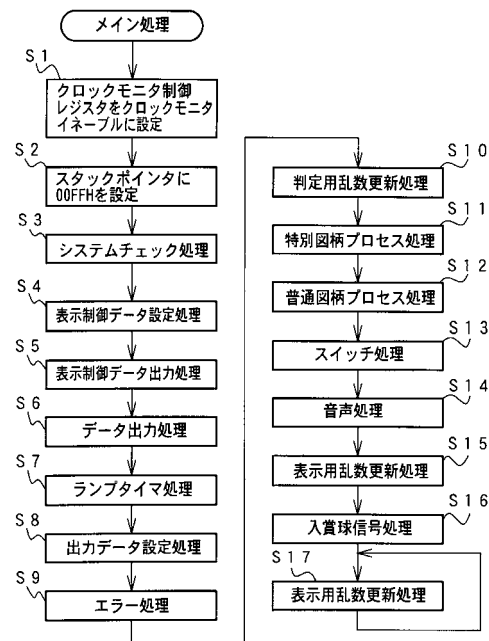 メイン処理
S1
クロックモニタ制御
レジスタをクロックモニタ
イネーブルに設定
S2
スタックポインタに
00FFHを設定
S3
システムチェック処理
S4
表示制御データ設定処理
S5
表示制御データ出力処理
S6
データ出力処理
S7
ランプタイマ処理
S8
出力データ設定処理
S9
エラー処理
S10
判定用乱数更新処理
S11
特別図柄プロセス処理
S12
普通図柄プロセス処理
S13
スイッチ処理
S14
音声処理
S15
表示用乱数更新処理
S16
入賞球信号処理
S17
表示用乱数更新処理